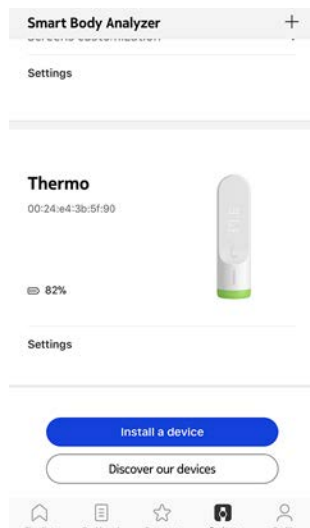 Smart Body Analyzer
Settings
Thermo
00:24:e4:3b:5f:90
82%
Settings
Install a device
Discover our devices